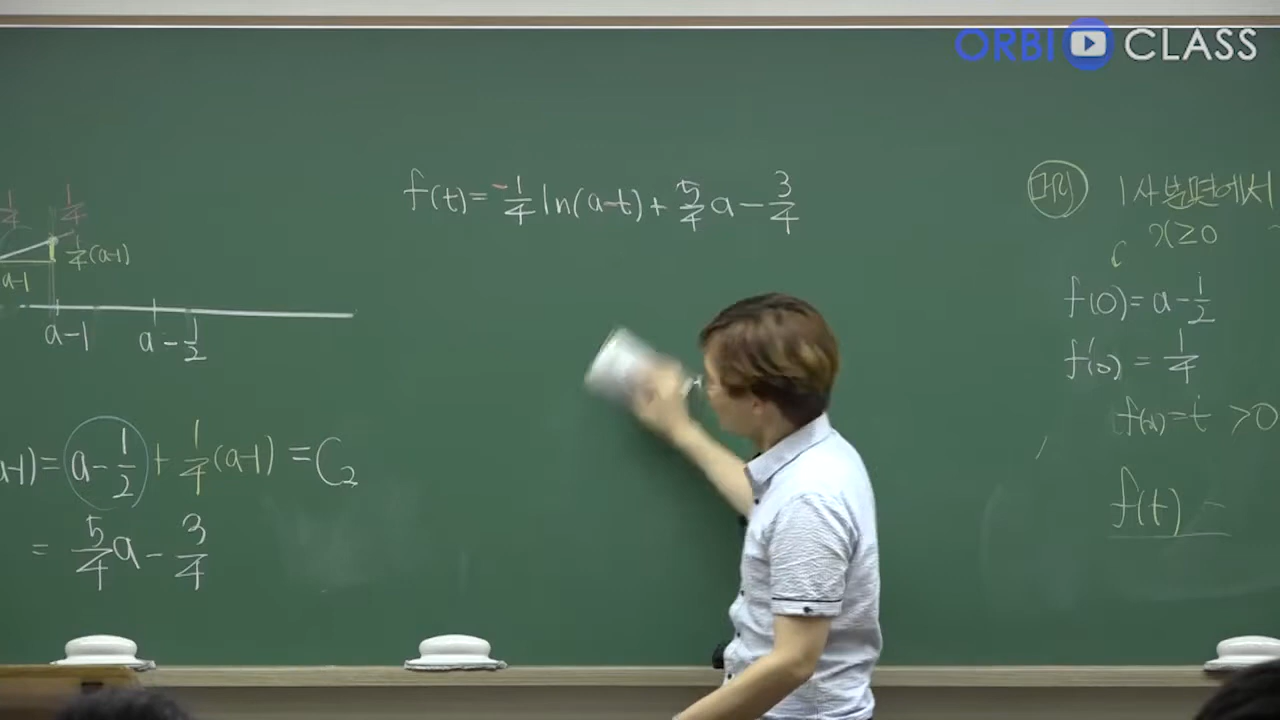 ORBI CLASS
f(t)= -1/4 ln(a-t) + 5/4 a - 3/4
1/4
1/4
1/4(a-1)
a-1
a-1
a-1/2
a-1)= a-1/2 + 1/4(a-1) = C₂
= 5/4 a - 3/4
1사분면에서
x≥0
f(0)=a-1/2
f'(0)=1/4
f'(x)=t >0
f(t) =